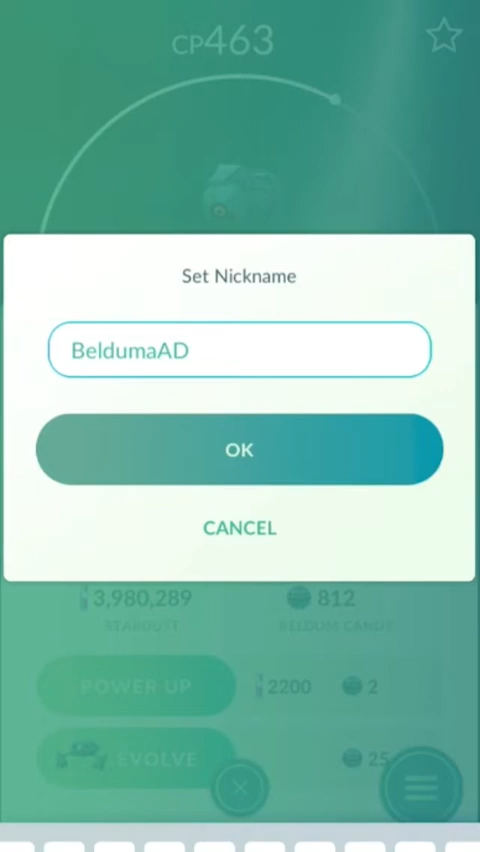 CP463
Set Nickname
BeldumaAD
OK
CANCEL
3,980,289
812
STARDUST
BELDUM CANDY
POWER UP
2200
2
EVOLVE
25